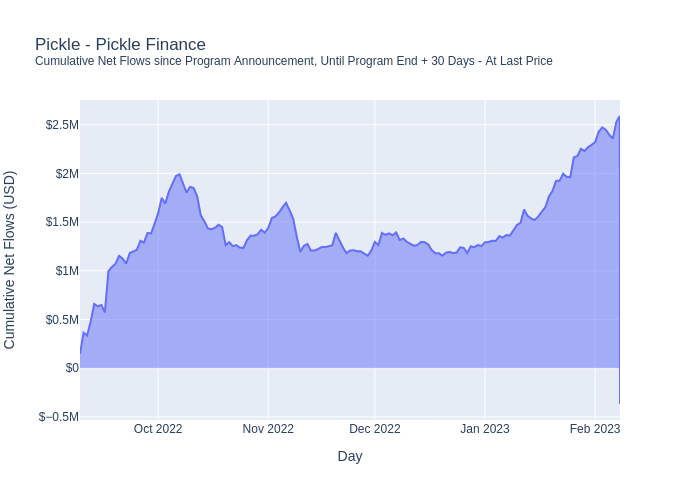 Pickle - Pickle Finance
Cumulative Net Flows since Program Announcement, Until Program End + 30 Days - At Last Price
Cumulative Net Flows (USD)
$2.5M
$2M
$1.5M
$1M
$0.5M
$0
$−0.5M
Oct 2022
Nov 2022
Dec 2022
Jan 2023
Feb 2023
Day